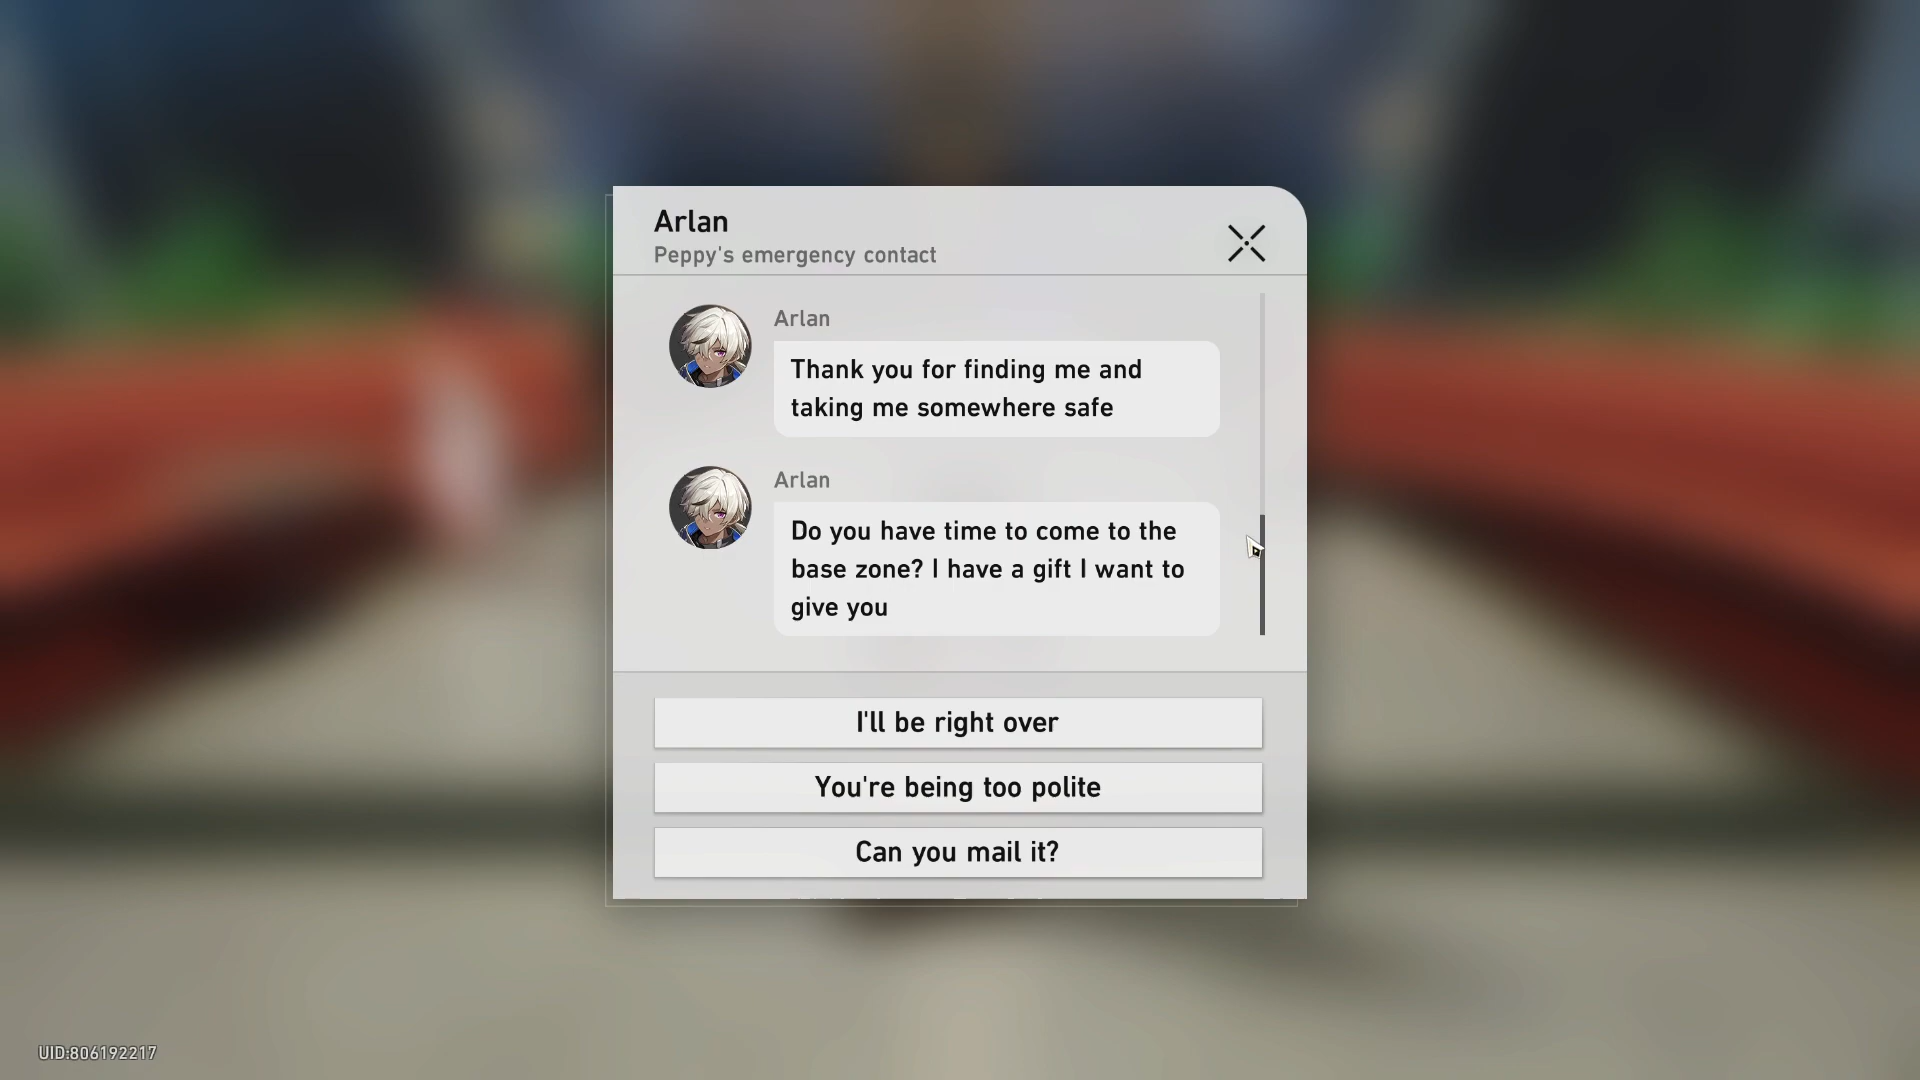 Arlan
Peppy's emergency contact
Arlan
Thank you for finding me and
taking me somewhere safe
Arlan
Do you have time to come to the
base zone? I have a gift I want to
give you
I'll be right over
You're being too polite
Can you mail it?
UID:806192217